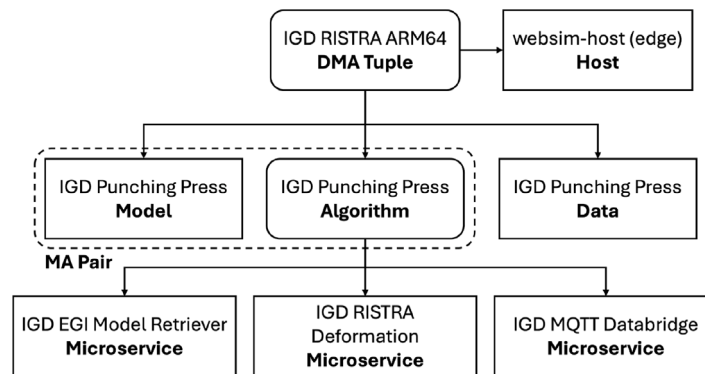 IGD RISTRA ARM64
DMA Tuple
websim-host (edge)
Host
IGD Punching Press
Model
IGD Punching Press
Algorithm
IGD Punching Press
Data
MA Pair
IGD EGI Model Retriever
Microservice
IGD RISTRA
Deformation
Microservice
IGD MQTT Databridge
Microservice